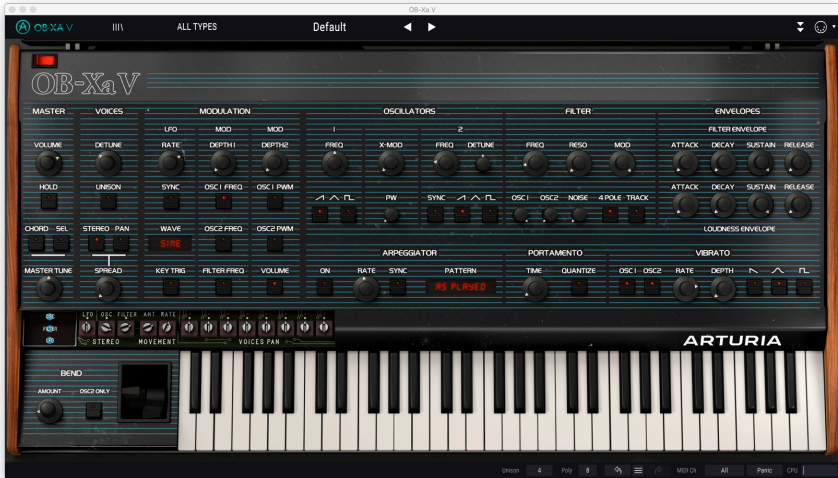 OB-Xa V
OB-XA V
ALL TYPES
Default
OB-Xa V
MASTER VOICES MODULATION OSCILLATORS FILTER ENVELOPES
LFO MOD MOD 1 2 FILTER ENVELOPE
VOLUME DETUNE RATE DEPTH1 DEPTH2 FREQ X-MOD FREQ DETUNE FREQ RESO MOD ATTACK DECAY SUSTAIN RELEASE
HOLD UNISON SYNC OSC1 FREQ OSC1 PWM PW SYNC OSC1 OSC2 NOISE 4 POLE TRACK ATTACK DECAY SUSTAIN RELEASE
CHORD SEL STEREO PAN WAVE OSC2 FREQ OSC2 PWM LOUDNESS ENVELOPE
SINE
ARPEGGIATOR PORTAMENTO VIBRATO
MASTER TUNE SPREAD KEY TRIG FILTER FREQ VOLUME ON RATE SYNC PATTERN TIME QUANTIZE OSC1 OSC2 RATE DEPTH
AS PLAYED
OSC
FILTER
LFO
LFO OSC FILTER AMT RATE
STEREO MOVEMENT VOICES PAN
ARTURIA
BEND
AMOUNT OSC2 ONLY
Unison 4 Poly 8 MIDI Ch All Panic CPU